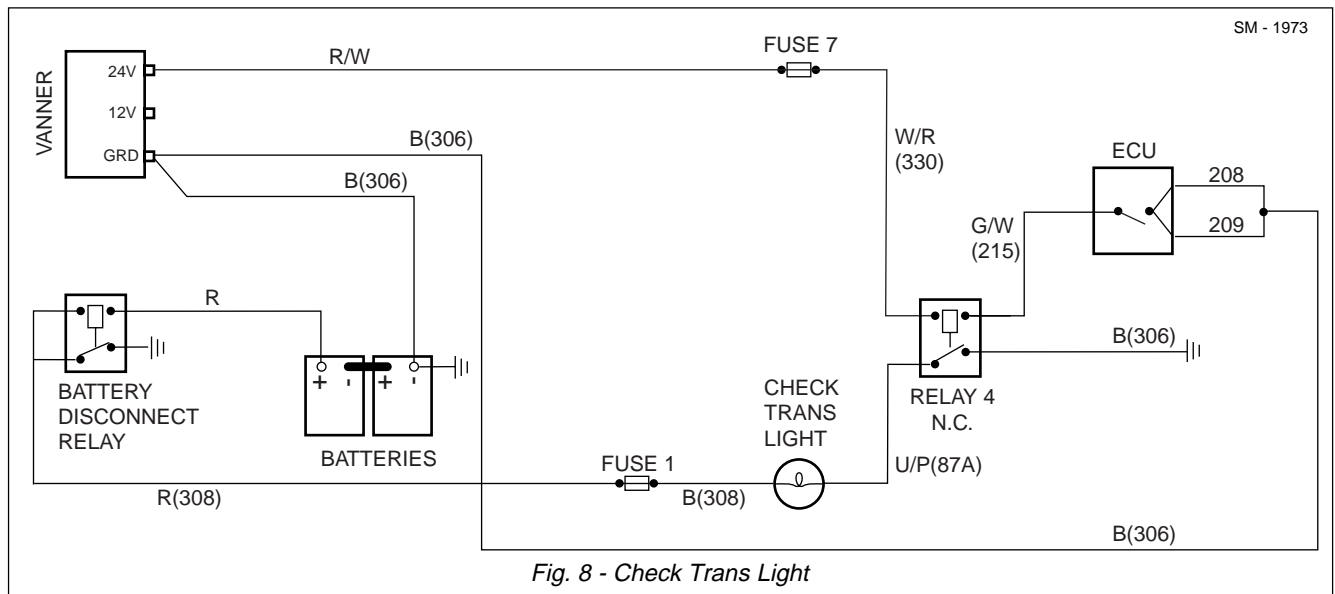 SM - 1973
VANNER
24V
12V
GRD
R/W
FUSE 7
B(306)
B(306)
W/R
(330)
ECU
208
209
G/W
(215)
R
BATTERY
DISCONNECT
RELAY
+ - + -
BATTERIES
B(306)
RELAY 4
N.C.
CHECK
TRANS
LIGHT
FUSE 1
U/P(87A)
R(308)
B(308)
B(306)
Fig. 8 - Check Trans Light